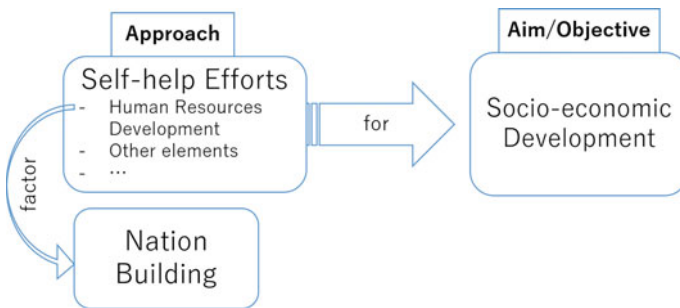 Approach
Self-help Efforts
- Human Resources
Development
- Other elements
- …
for
Aim/Objective
Socio-economic
Development
factor
Nation
Building